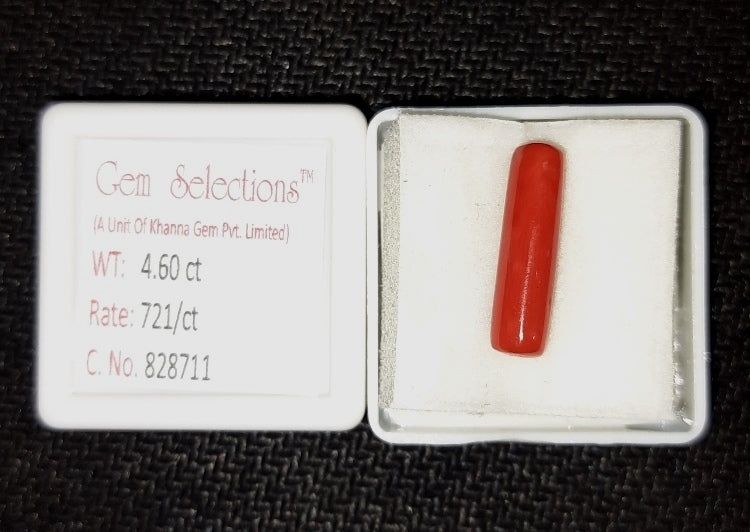 Gem Selections™
(A Unit Of Khanna Gem Pvt. Limited)
WT: 4.60 ct
Rate: 721/ct
C. No. 828711